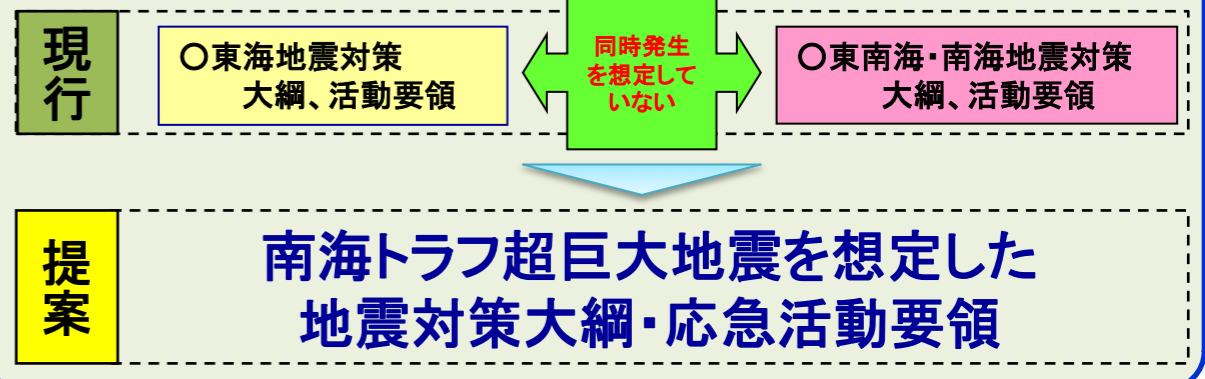 現行
〇東海地震対策
大綱、活動要領
同時発生
を想定して
いない
〇東南海・南海地震対策
大綱、活動要領
提案
南海トラフ超巨大地震を想定した
地震対策大綱・応急活動要領